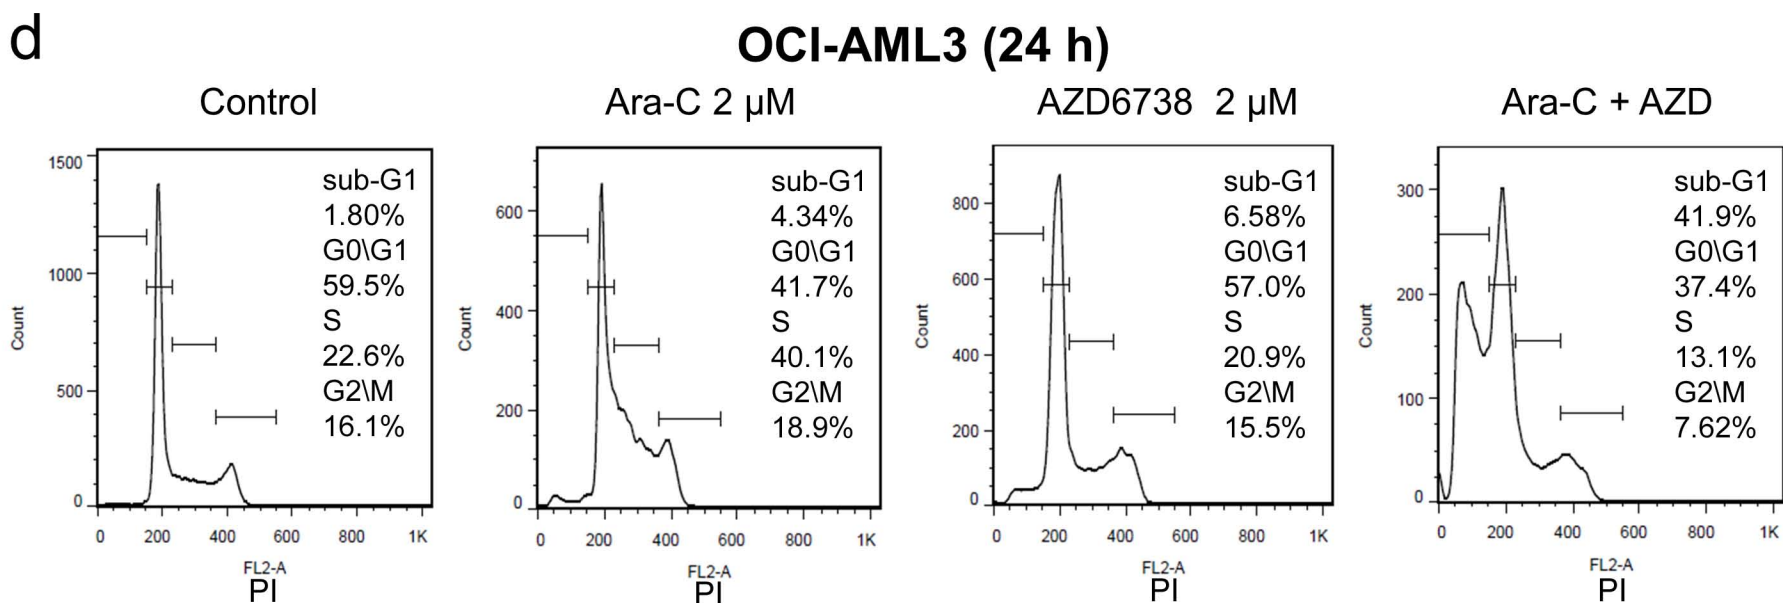 d
OCI-AML3 (24 h)
Control
Ara-C 2 µM
AZD6738 2 µM
Ara-C + AZD
1500
1000
500
0
Count
sub-G1
1.80%
G0\G1
59.5%
S
22.6%
G2\M
16.1%
0 200 400 600 800 1K
FL2-A
PI
600
400
200
0
Count
sub-G1
4.34%
G0\G1
41.7%
S
40.1%
G2\M
18.9%
0 200 400 600 800 1K
FL2-A
PI
800
600
400
200
0
Count
sub-G1
6.58%
G0\G1
57.0%
S
20.9%
G2\M
15.5%
0 200 400 600 800 1K
FL2-A
PI
300
200
100
0
Count
sub-G1
41.9%
G0\G1
37.4%
S
13.1%
G2\M
7.62%
0 200 400 600 800 1K
FL2-A
PI